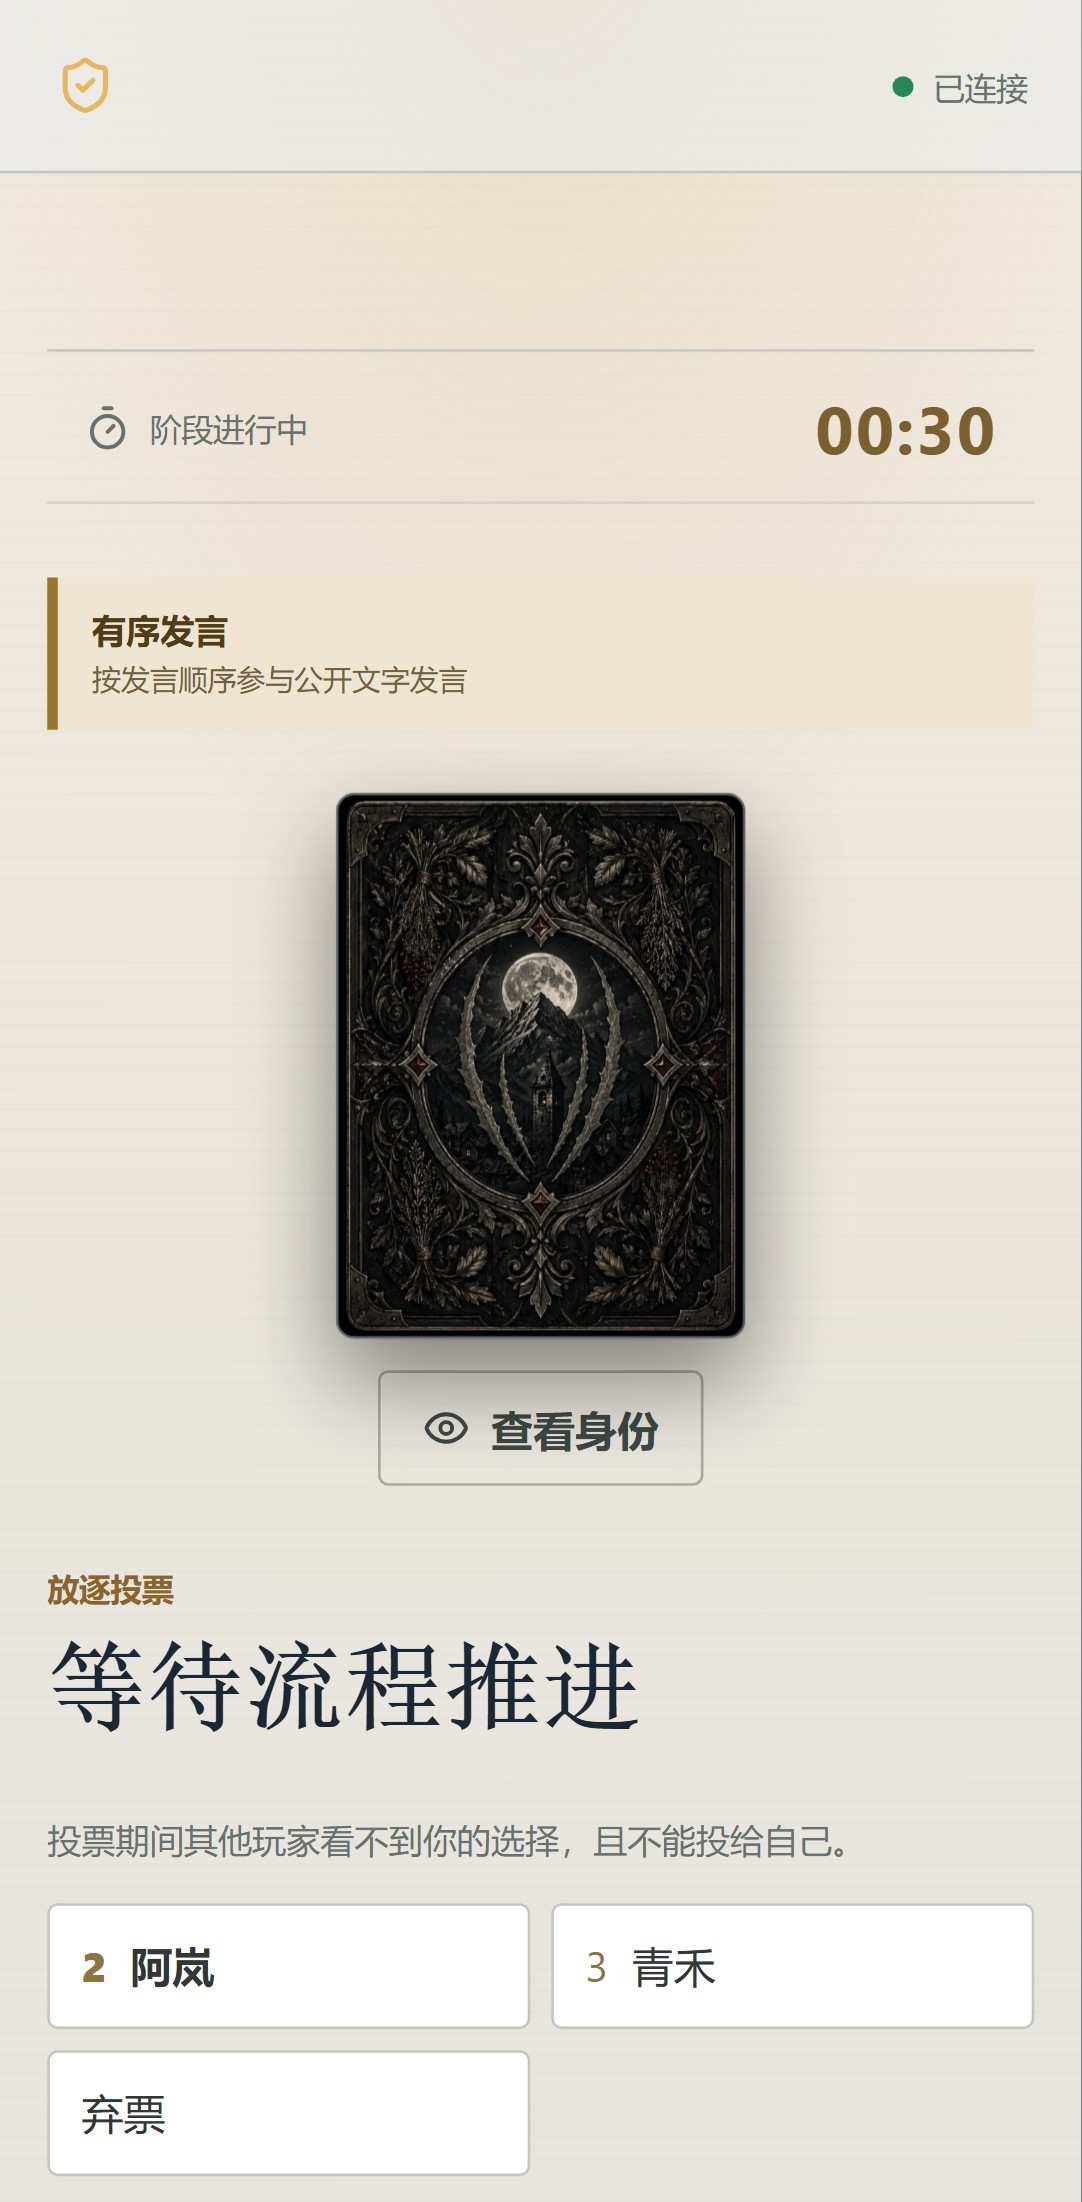 已连接
阶段进行中
00:30
有序发言
按发言顺序参与公开文字发言
查看身份
放逐投票
等待流程推进
投票期间其他玩家看不到你的选择，且不能投给自己。
2 阿岚
3 青禾
弃票